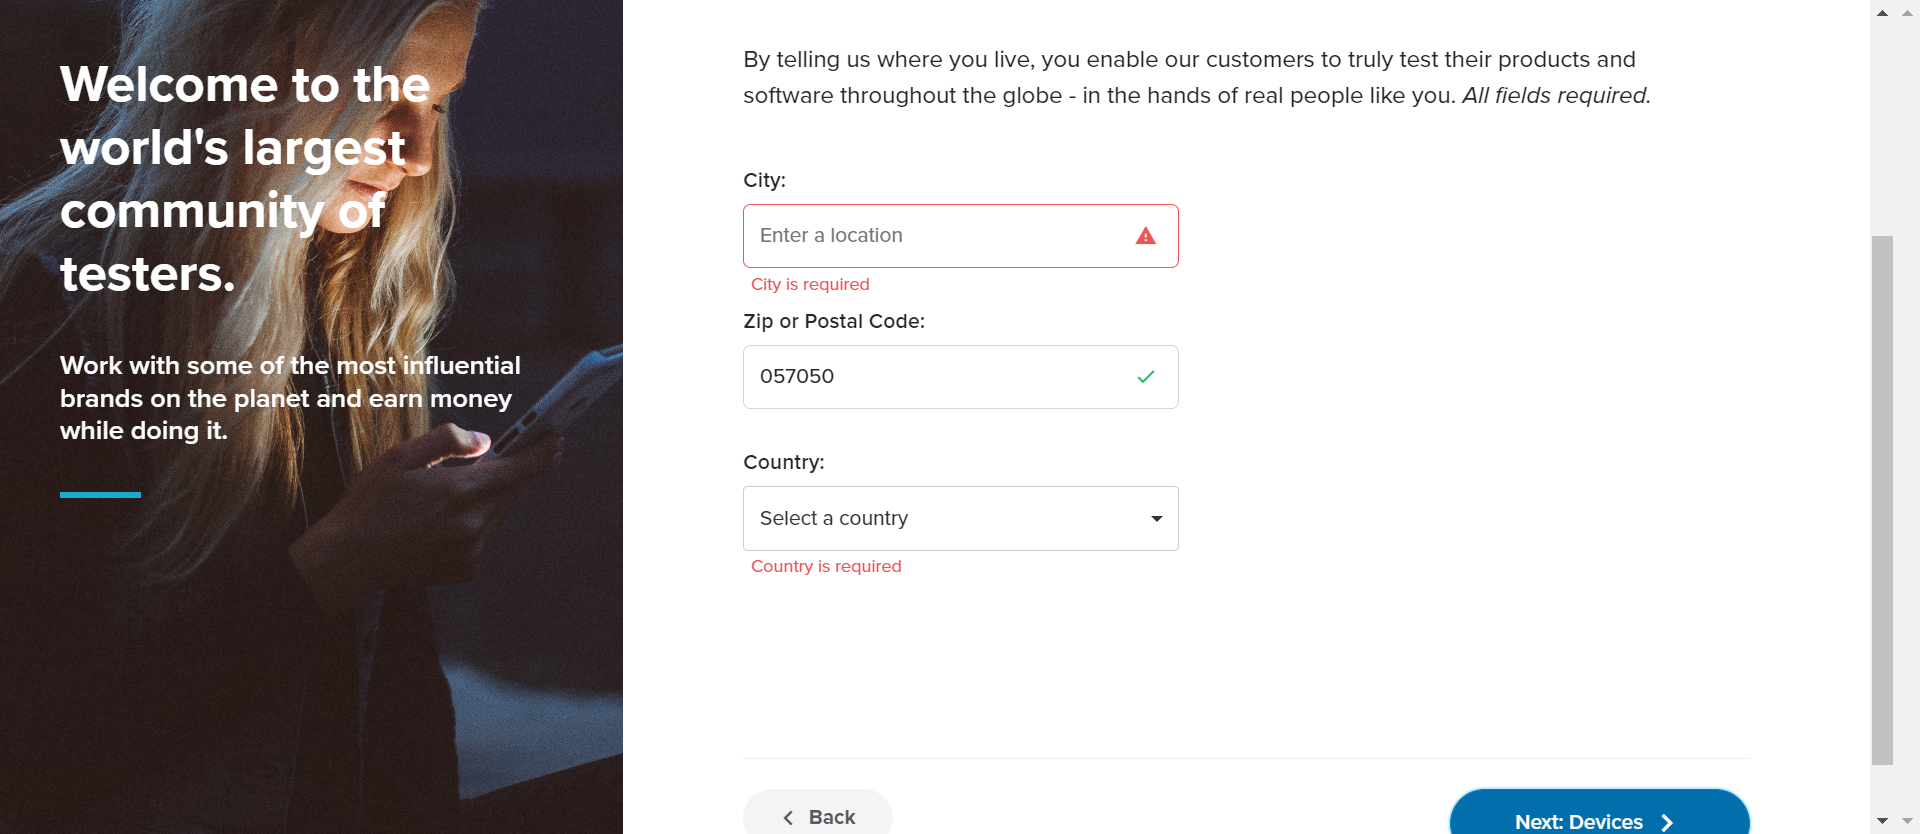 Welcome to the
world's largest
community of
testers.
Work with some of the most influential
brands on the planet and earn money
while doing it.
By telling us where you live, you enable our customers to truly test their products and
software throughout the globe - in the hands of real people like you. All fields required.
City:
Enter a location
City is required
Zip or Postal Code:
057050
Country:
Select a country
Country is required
Back
Next: Devices